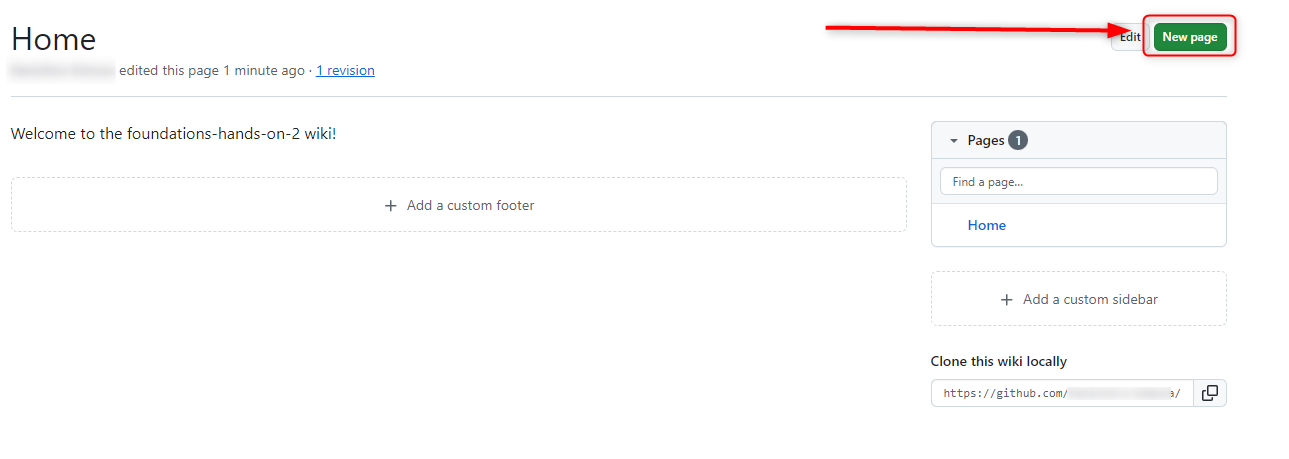 Home
Edit
New page
edited this page 1 minute ago · 1 revision
Welcome to the foundations-hands-on-2 wiki!
Pages 1
Find a page...
Home
Add a custom footer
Add a custom sidebar
Clone this wiki locally
https://github.com/ a/